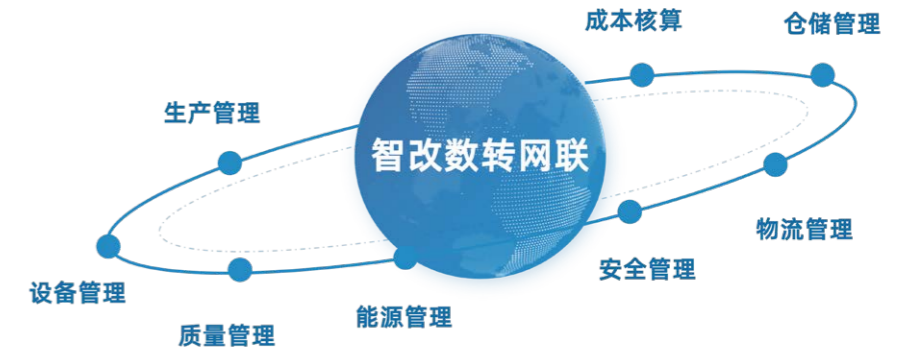 成本核算
仓储管理
生产管理
智改数转网联
物流管理
安全管理
设备管理
能源管理
质量管理